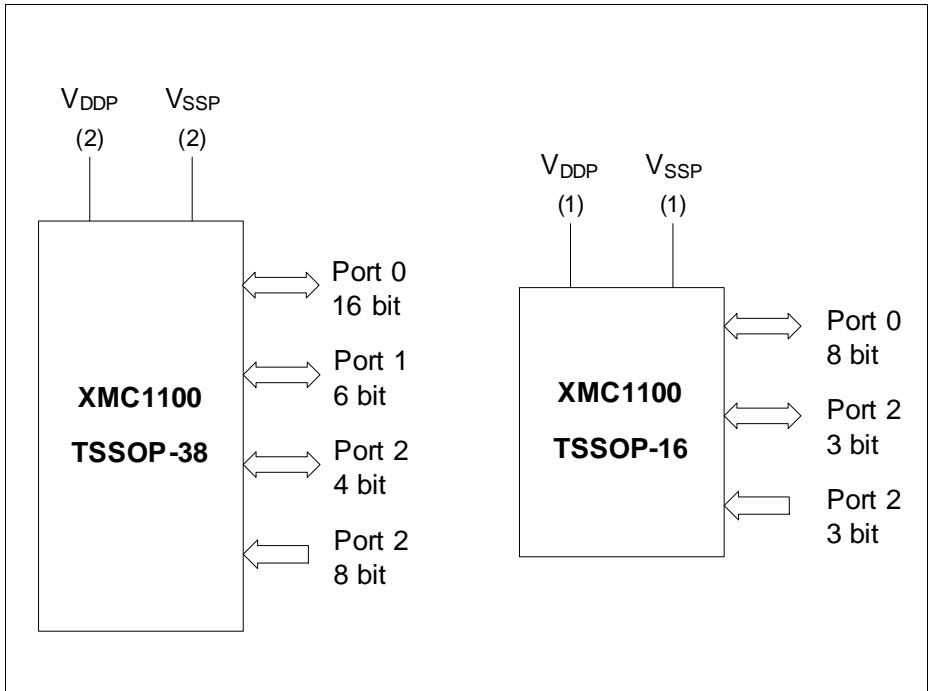 VDDP
(2)
VSSP
(2)
XMC1100
TSSOP-38
Port 0
16 bit
Port 1
6 bit
Port 2
4 bit
Port 2
8 bit
VDDP
(1)
VSSP
(1)
XMC1100
TSSOP-16
Port 0
8 bit
Port 2
3 bit
Port 2
3 bit